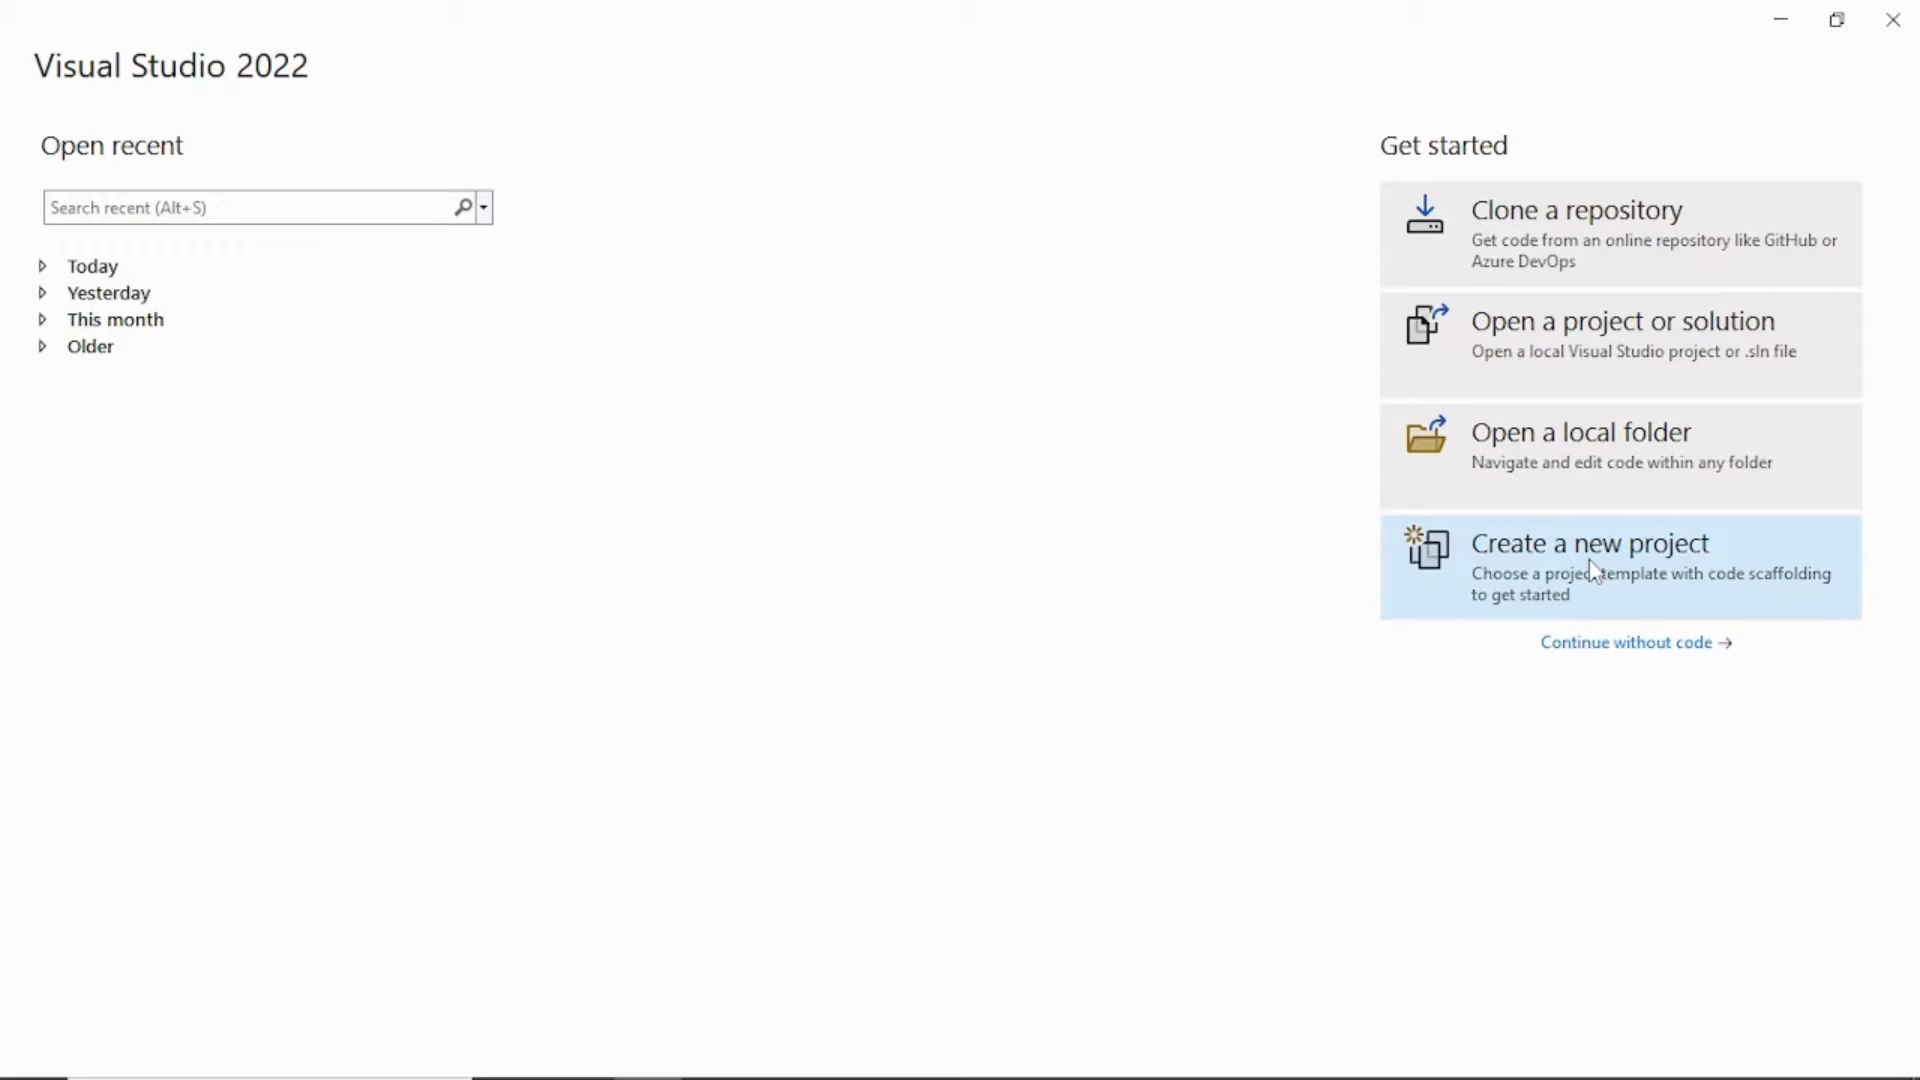 Visual Studio 2022
Open recent
Search recent (Alt+S)
Today
Yesterday
This month
Older
Get started
Clone a repository
Get code from an online repository like GitHub or
Azure DevOps
Open a project or solution
Open a local Visual Studio project or .sln file
Open a local folder
Navigate and edit code within any folder
Create a new project
Choose a project template with code scaffolding
to get started
Continue without code →